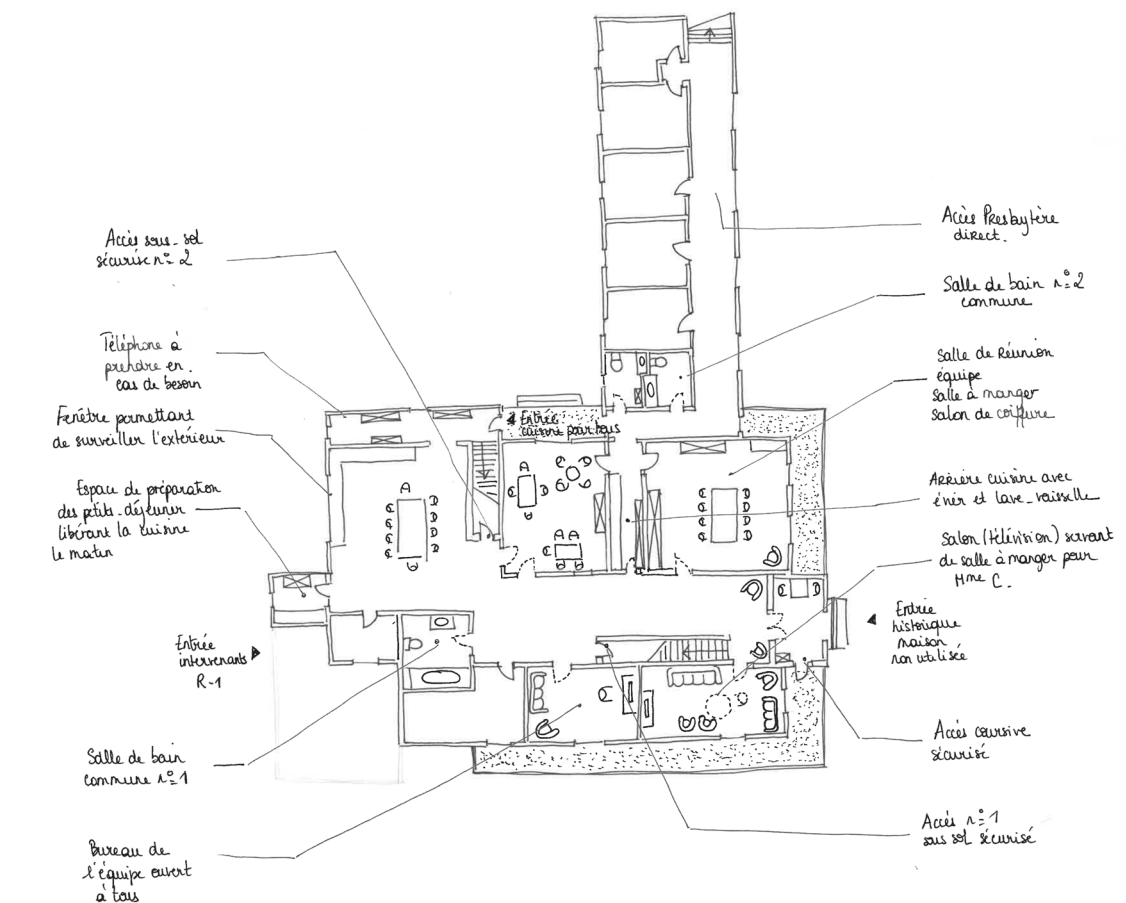 Accès sous-sol
sécurisé n°2
Téléphone à
prendre en
cas de besoin
Fenêtre permettant
de surveiller l'extérieur
Espace de préparation
des petits-déjeuner
libérant la cuisine
le matin
Entrée
intervenants
R-1
Salle de bain
commune n°1
Bureau de
l'équipe ouvert
à tous
Entrée
cuisine pour tous
Accès Presbytère
direct.
Salle de bain n°2
commune
Salle de Réunion
équipe
Salle à manger
Salon de coiffure
Arrière cuisine avec
évier et lave-vaisselle
Salon (télévision) servant
de salle à manger pour
Mme C.
Entrée
historique
maison
non utilisée
Accès coursive
sécurisé
Accès n°1
sous sol sécurisé